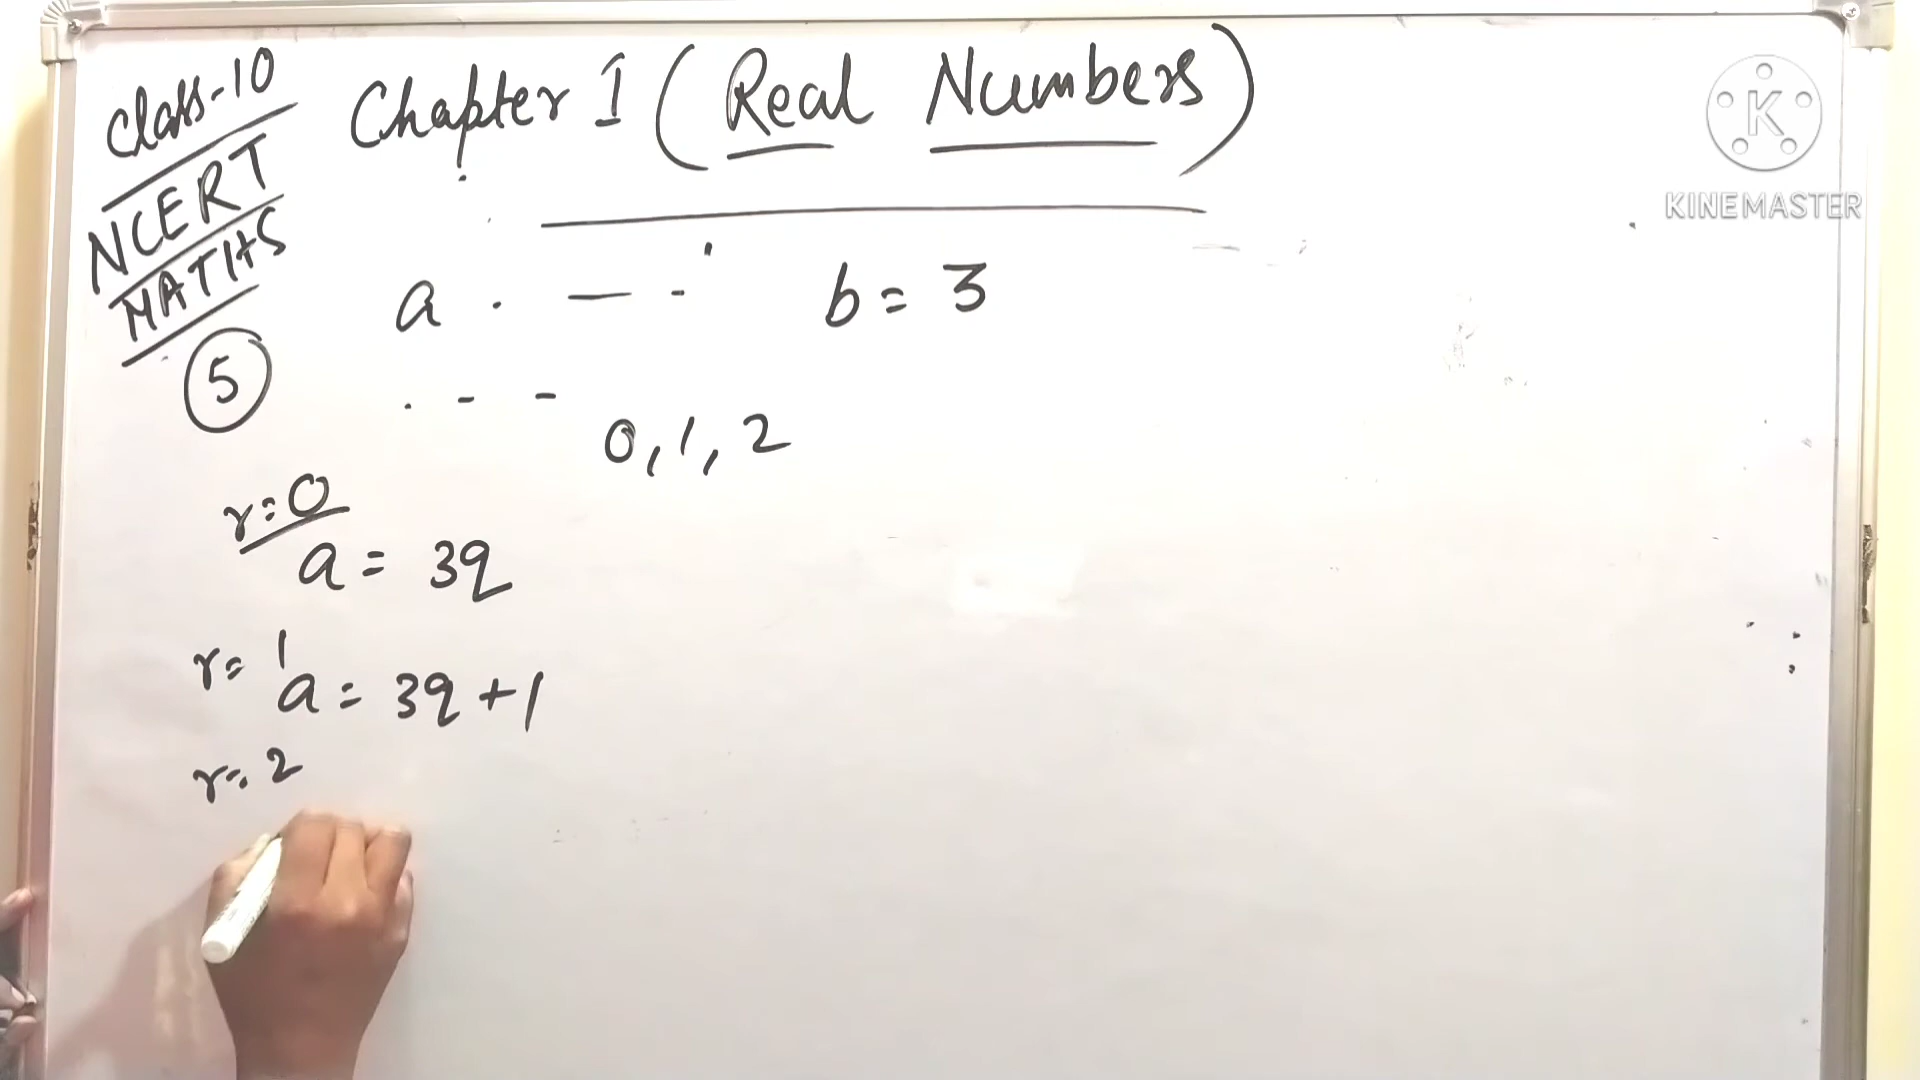 Class-10
NCERT
MATHS
5
Chapter 1 ( Real Numbers )
a . — - b = 3
. - - 0, 1, 2
r = 0
a = 3q
r = 1
a = 3q + 1
r = 2
K
KINEMASTER